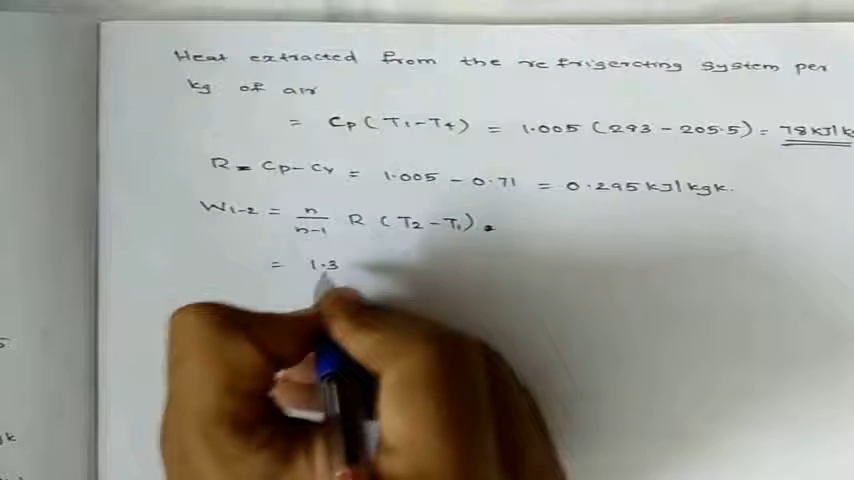 Heat extracted from the refrigerating system per
kg of air
= Cp (T1 - T4) = 1.005 (283 - 205.5) = 78 kJ/k
R = Cp - Cv = 1.005 - 0.71 = 0.295 kJ/kgk.
W1-2 = n/n-1 R (T2 - T1).
= 1.3
k